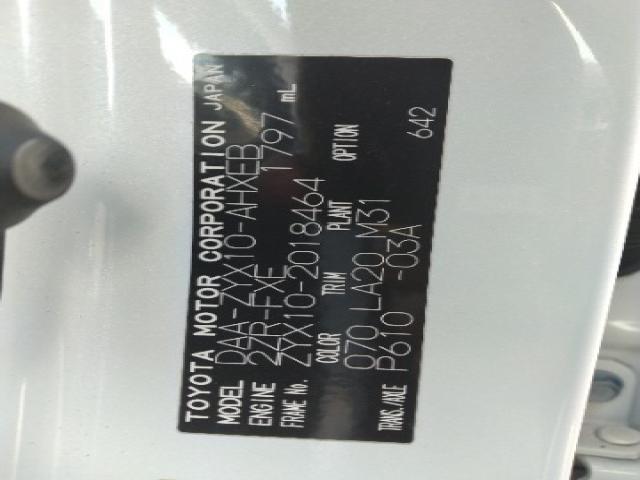 TOYOTA MOTOR CORPORATION JAPAN
MODEL DAA-ZYX10-AHXEB
ENGINE 2ZR-FXE 1797 mL
FRAME No. ZYX10-2018464
COLOR TRIM PLANT OPTION
070 LA20 M31 642
TRANS./AXLE P610 -03A